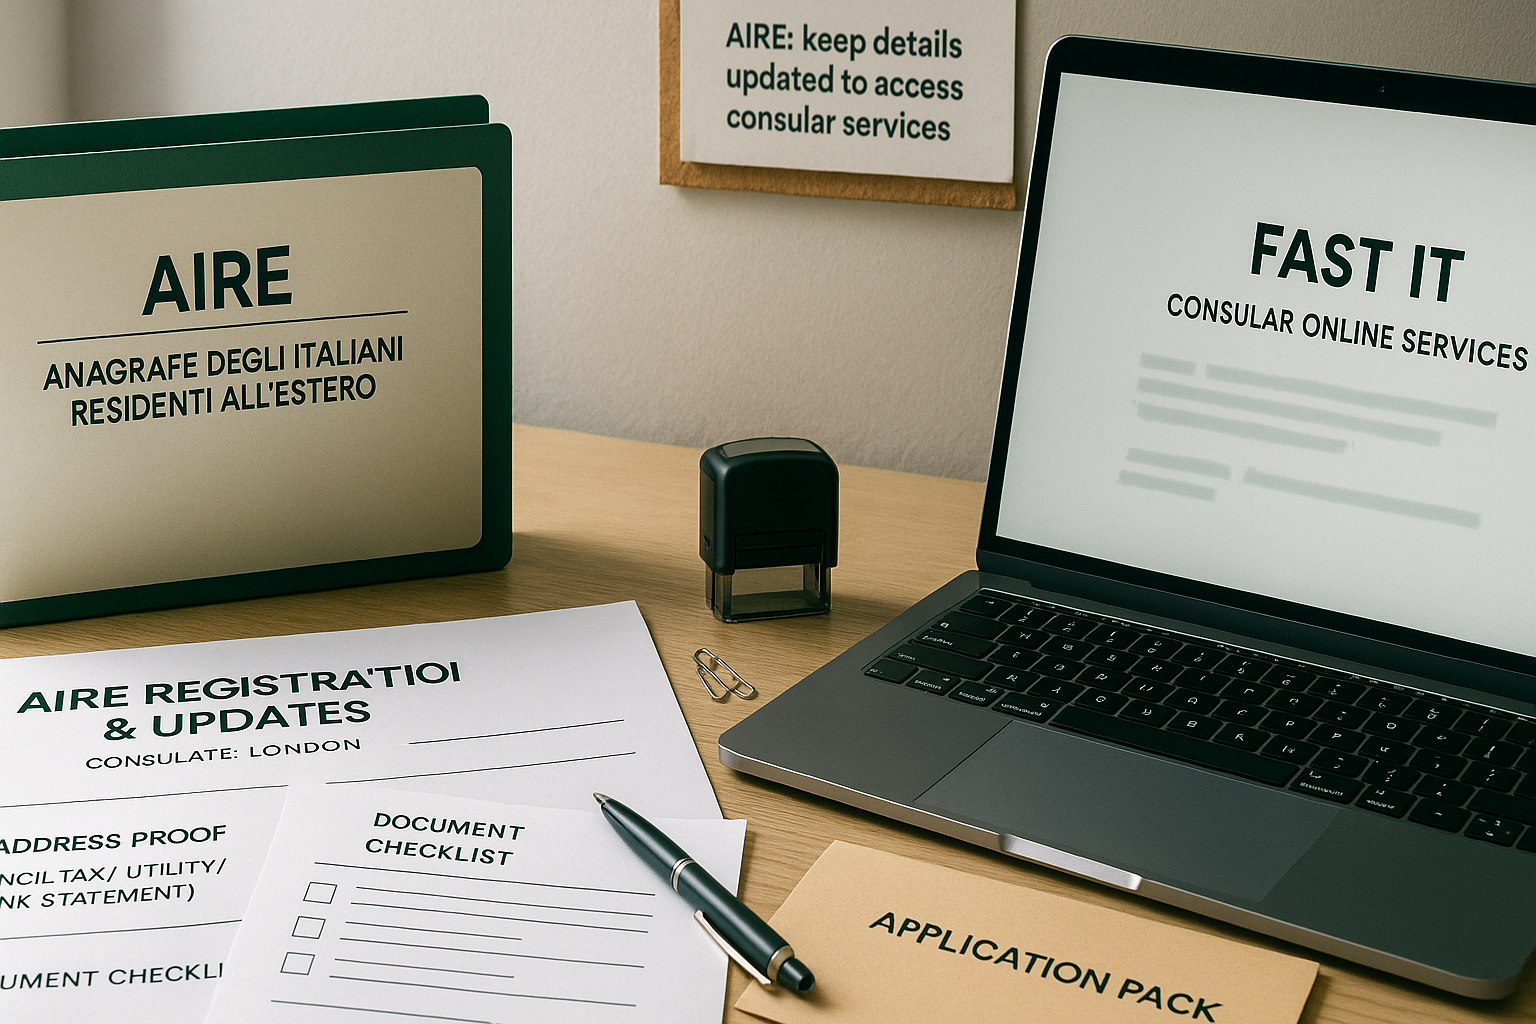 AIRE: keep details
updated to access
consular services
AIRE
ANAGRAFE DEGLI ITALIANI
RESIDENTI ALL'ESTERO
FAST IT
CONSULAR ONLINE SERVICES
AIRE REGISTRA'TIOI
& UPDATES
CONSULATE: LONDON
ADDRESS PROOF
NCIL TAX/ UTILITY/
NK STATEMENT)
UMENT CHECKLI
DOCUMENT
CHECKLIST
APPLICATION PACK